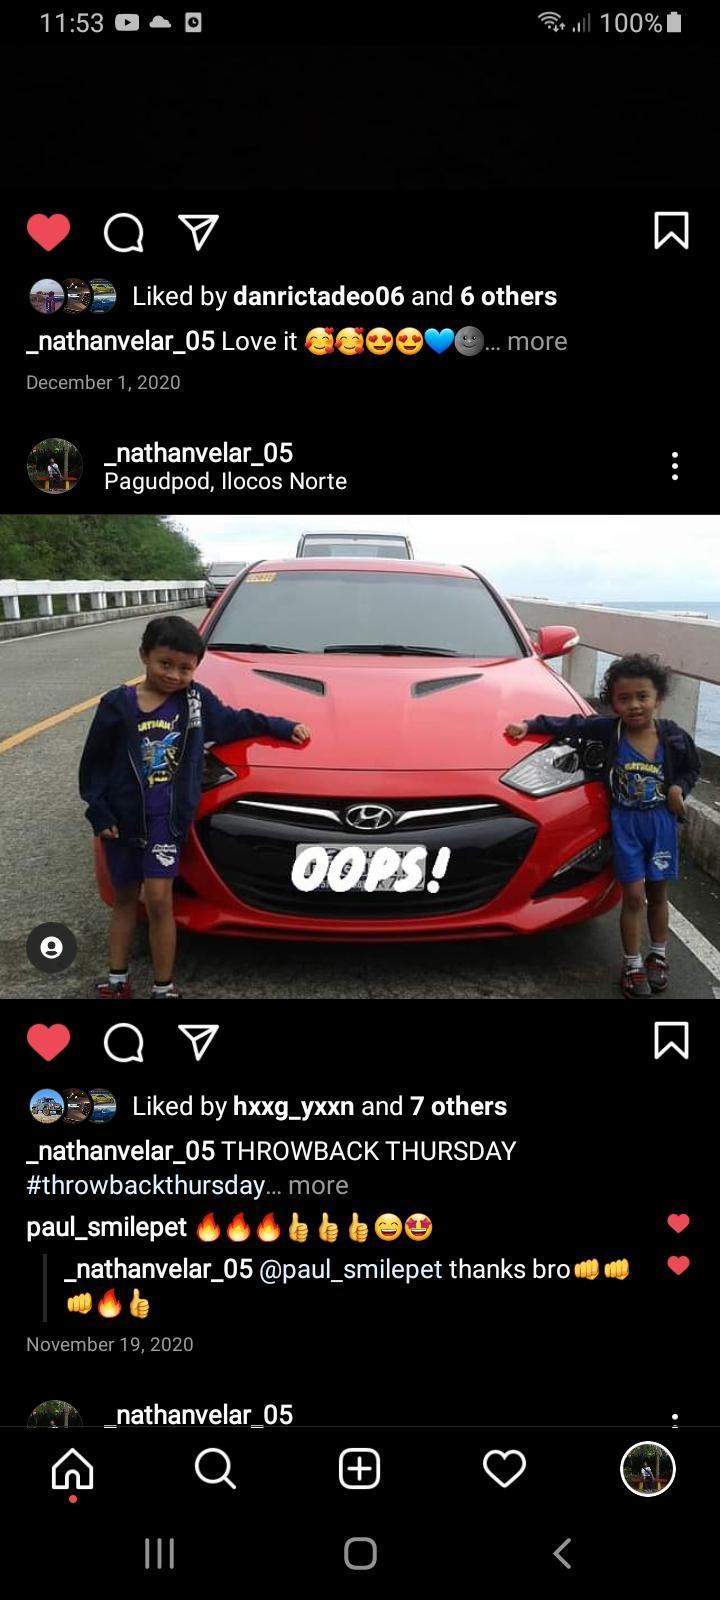 11:53
100%
Liked by danrictadeo06 and 6 others
_nathanvelar_05 Love it 🥰🥰😍😍💙🌚... more
December 1, 2020
_nathanvelar_05
Pagudpod, Ilocos Norte
BATMAN
BATMAN
OOPS!
Liked by hxxg_yxxn and 7 others
_nathanvelar_05 THROWBACK THURSDAY
#throwbackthursday... more
paul_smilepet 🔥🔥🔥👍👍👍😄🤩
_nathanvelar_05 @paul_smilepet thanks bro👊👊
👊🔥👍
November 19, 2020
_nathanvelar_05